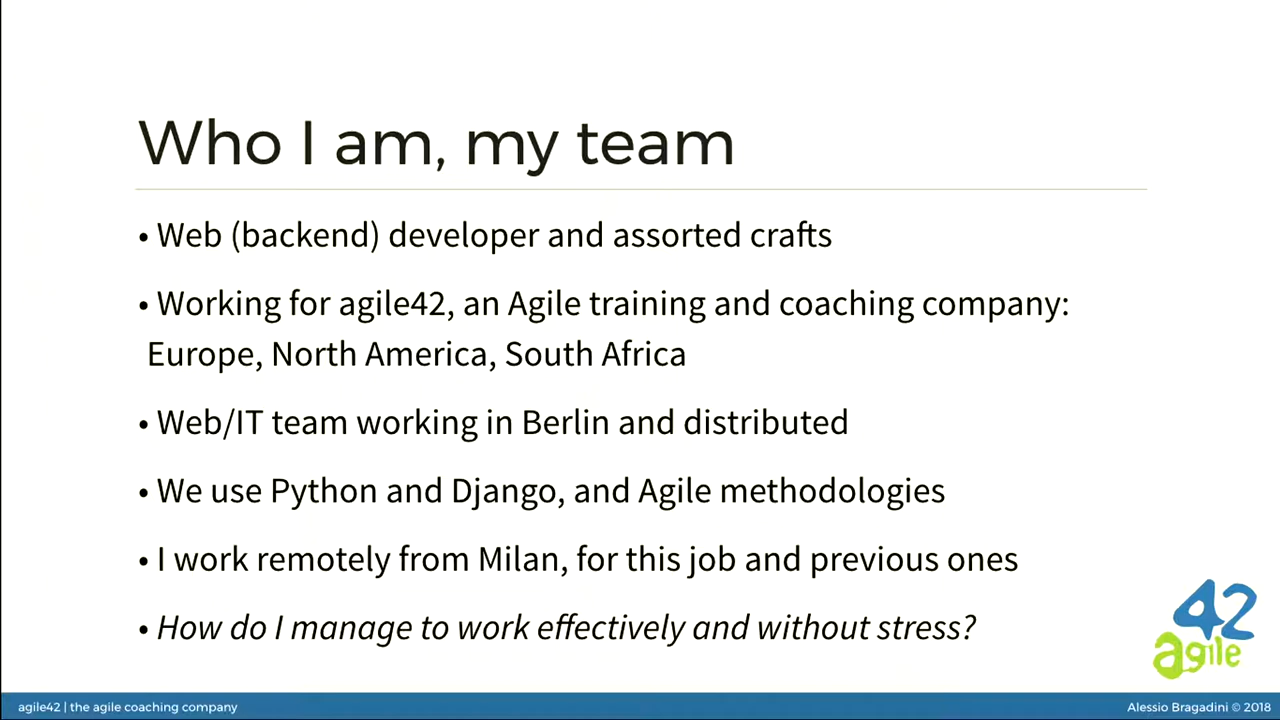 Who I am, my team
• Web (backend) developer and assorted crafts
• Working for agile42, an Agile training and coaching company:
Europe, North America, South Africa
• Web/IT team working in Berlin and distributed
• We use Python and Django, and Agile methodologies
• I work remotely from Milan, for this job and previous ones
• How do I manage to work effectively and without stress?
42
agile
agile42 | the agile coaching company
Alessio Bragadini © 2018